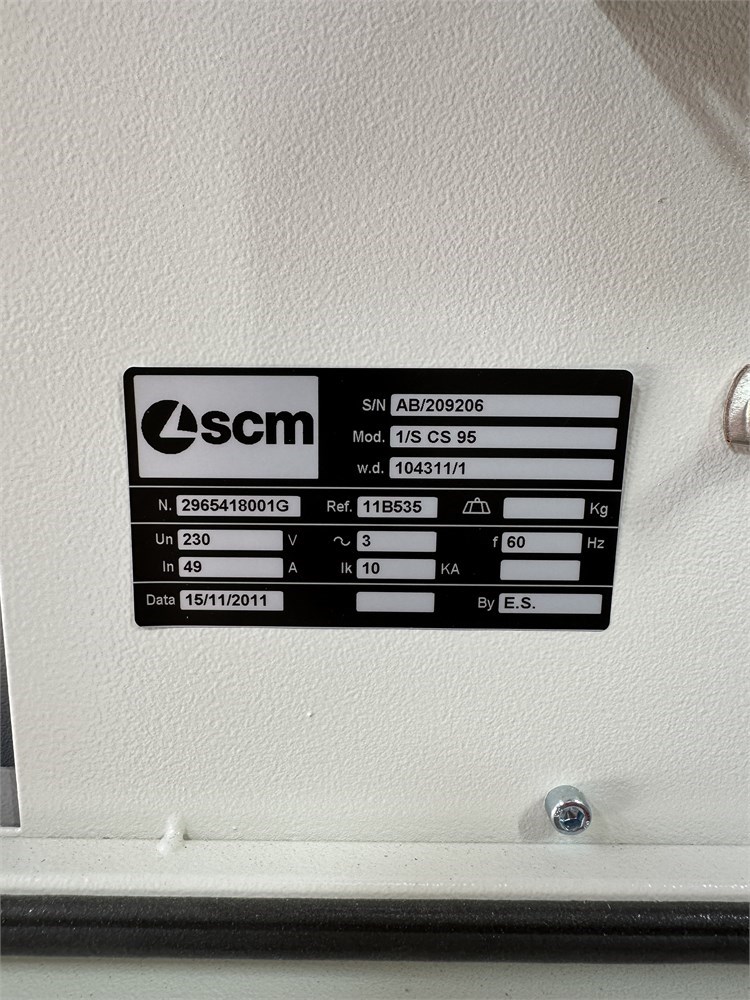 scm
S/N AB/209206
Mod. 1/S CS 95
w.d. 104311/1
N. 2965418001G Ref. 11B535 Kg
Un 230 V ~ 3 f 60 Hz
In 49 A Ik 10 KA
Data 15/11/2011 By E.S.